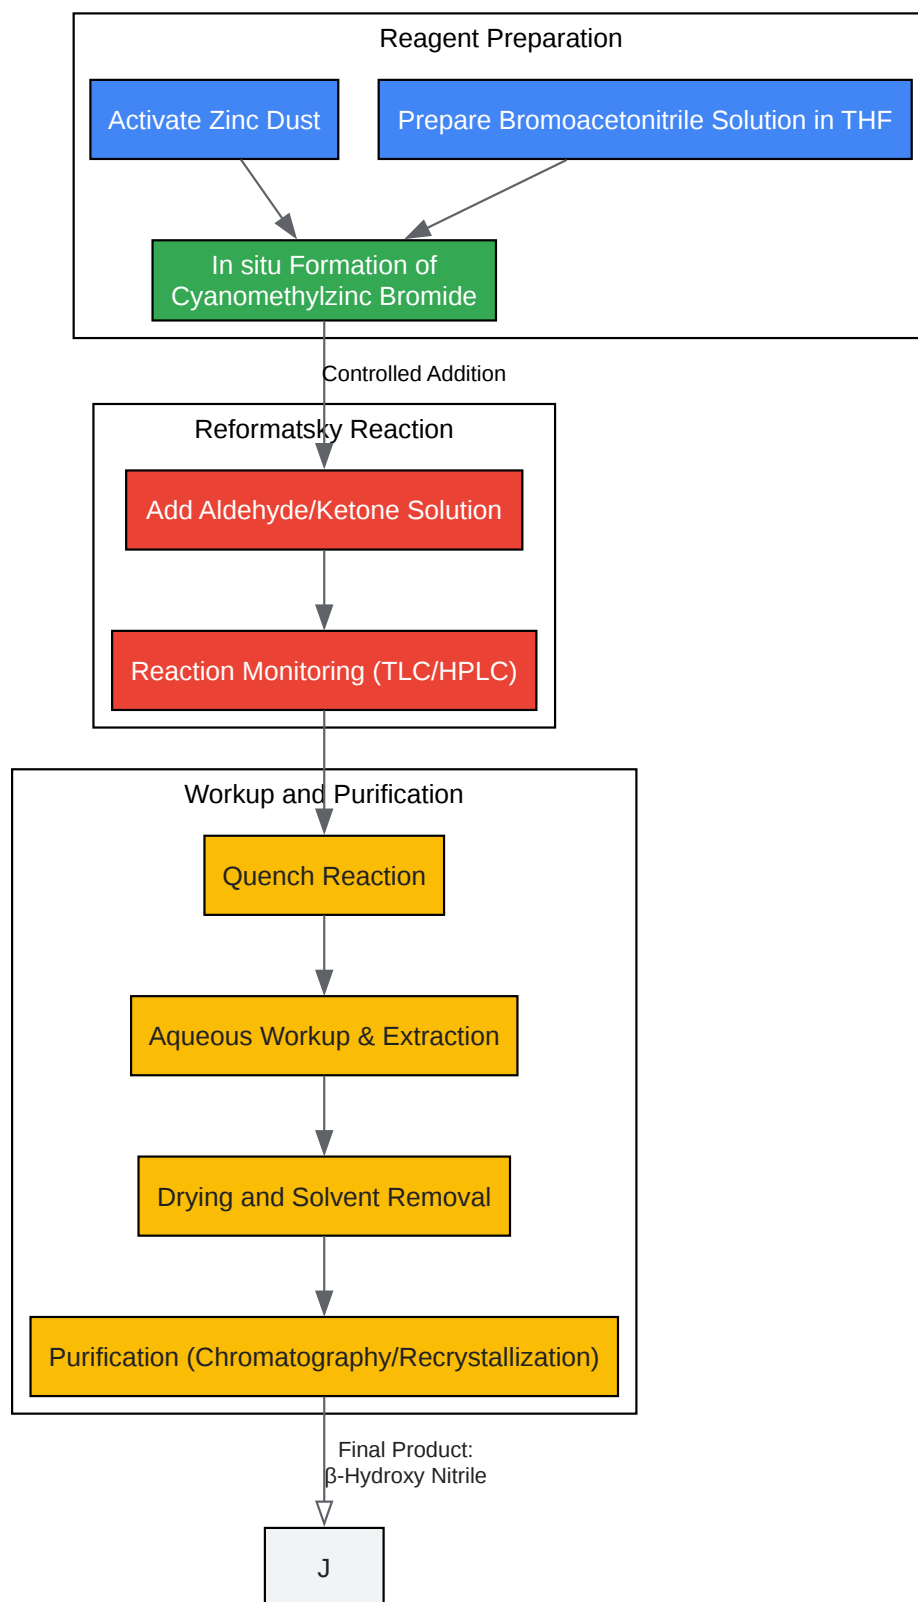 Reagent Preparation
Activate Zinc Dust
Prepare Bromoacetonitrile Solution in THF
In situ Formation of
Cyanomethylzinc Bromide
Controlled Addition
Reformatsky Reaction
Add Aldehyde/Ketone Solution
Reaction Monitoring (TLC/HPLC)
Workup and Purification
Quench Reaction
Aqueous Workup & Extraction
Drying and Solvent Removal
Purification (Chromatography/Recrystallization)
Final Product:
β-Hydroxy Nitrile
J